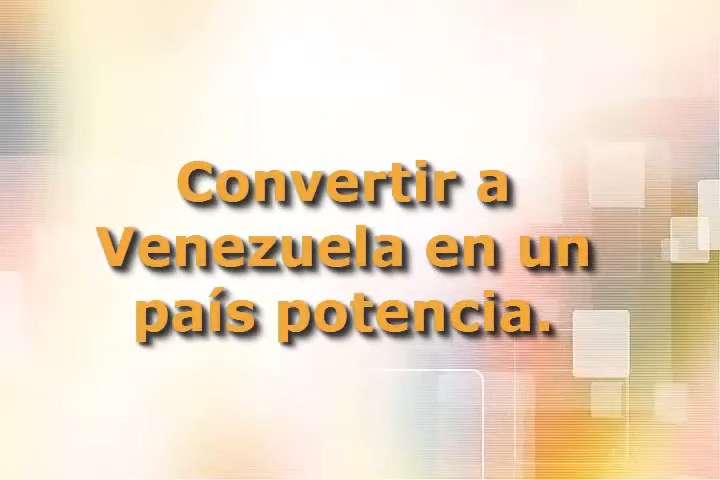 Convertir a
Venezuela en un
país potencia.